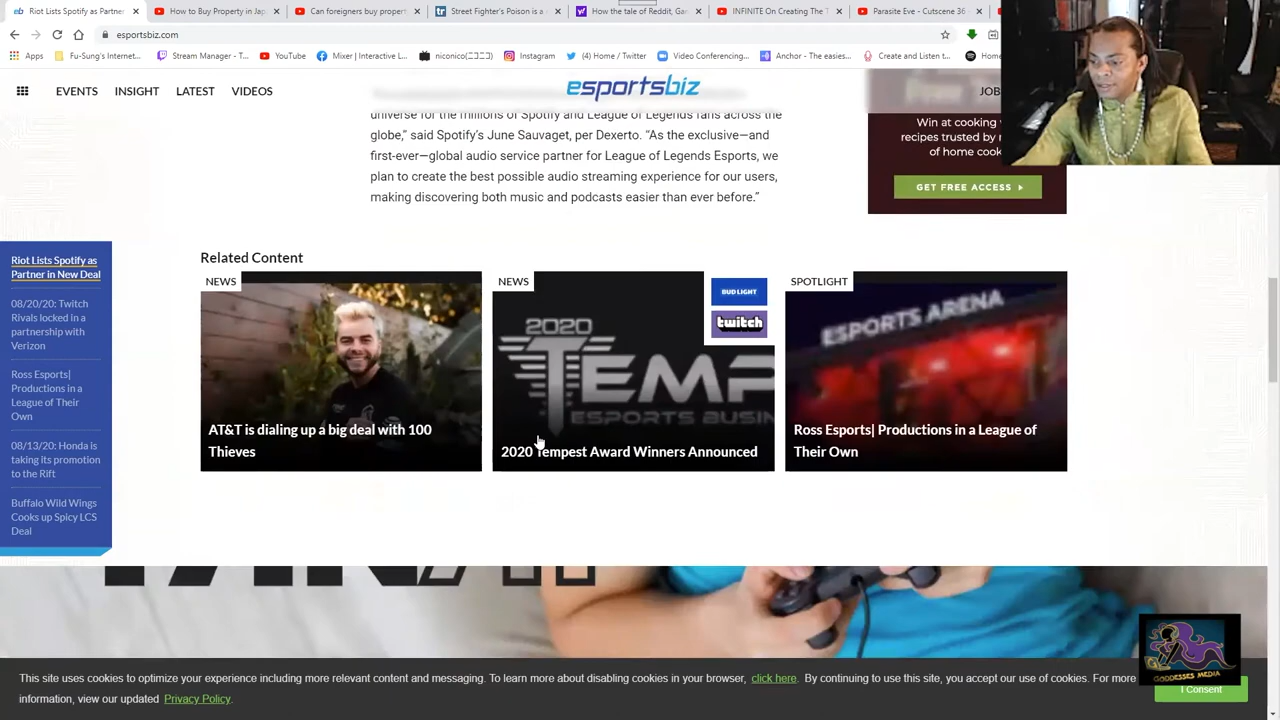 Riot Lists Spotify as Partner
How to Buy Property in Jap
Can foreigners buy propert
Street Fighter's Poison is a
How the tale of Reddit, Gam
INFINITE On Creating The T
Parasite Eve - Cutscene 36
esportsbiz.com
Apps
Fu-Sung's Internet...
Stream Manager - T...
YouTube
Mixer | Interactive L...
niconico(ニコニコ)
Instagram
(4) Home / Twitter
Video Conferencing...
Anchor - The easies...
Create and Listen t
Hom
EVENTS
INSIGHT
LATEST
VIDEOS
esportsbiz
JOB
universe for the millions of Spotify and League of Legends fans across the
globe,” said Spotify’s June Sauvaget, per Dexerto. “As the exclusive—and
first-ever—global audio service partner for League of Legends Esports, we
plan to create the best possible audio streaming experience for our users,
making discovering both music and podcasts easier than ever before.”
Win at cooking
recipes trusted by
of home cook
GET FREE ACCESS
Riot Lists Spotify as
Partner in New Deal
08/20/20: Twitch
Rivals locked in a
partnership with
Verizon
Ross Esports|
Productions in a
League of Their
Own
08/13/20: Honda is
taking its promotion
to the Rift
Buffalo Wild Wings
Cooks up Spicy LCS
Deal
Related Content
NEWS
AT&T is dialing up a big deal with 100
Thieves
NEWS
BUD LIGHT
twitch
2020
TEMP
ESPORTS BUSIN
2020 Tempest Award Winners Announced
SPOTLIGHT
ESPORTS ARENA
Ross Esports| Productions in a League of
Their Own
This site uses cookies to optimize your experience including more relevant content and messaging. To learn more about disabling cookies in your browser, click here. By continuing to use this site, you accept our use of cookies. For more
information, view our updated Privacy Policy.
I Consent
GODDESSES MEDIA